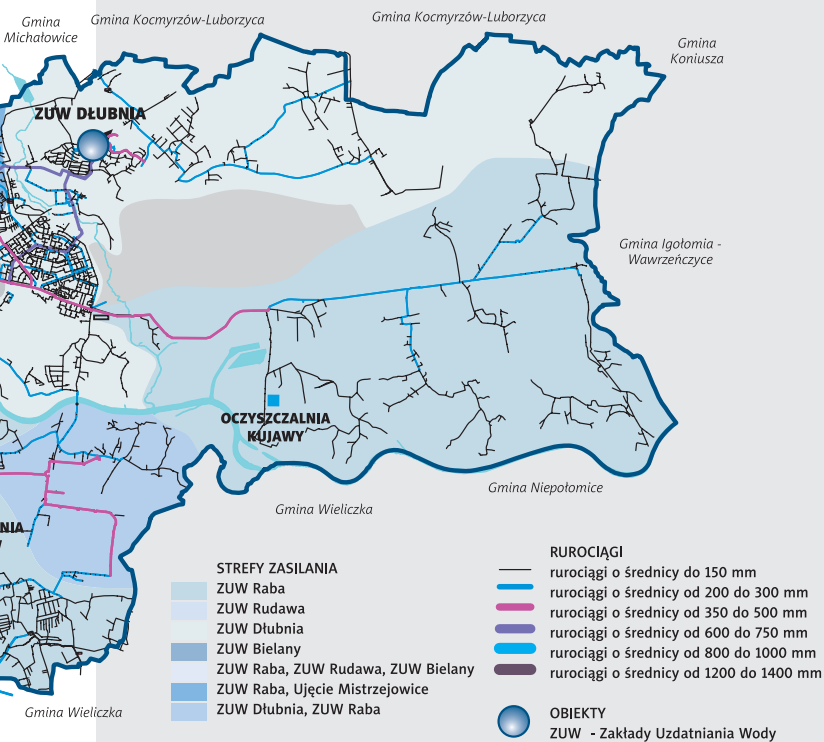 Gmina
Michałowice
Gmina Kocmyrzów-Luborzyca
Gmina Kocmyrzów-Luborzyca
Gmina
Koniusza
ZUW DŁUBNIA
Gmina Igołomia -
Wawrzeńczyce
OCZYSZCZALNIA
KUJAWY
Gmina Niepołomice
Gmina Wieliczka
NIA
Gmina Wieliczka
STREFY ZASILANIA
ZUW Raba
ZUW Rudawa
ZUW Dłubnia
ZUW Bielany
ZUW Raba, ZUW Rudawa, ZUW Bielany
ZUW Raba, Ujęcie Mistrzejowice
ZUW Dłubnia, ZUW Raba
RUROCIĄGI
rurociągi o średnicy do 150 mm
rurociągi o średnicy od 200 do 300 mm
rurociągi o średnicy od 350 do 500 mm
rurociągi o średnicy od 600 do 750 mm
rurociągi o średnicy od 800 do 1000 mm
rurociągi o średnicy od 1200 do 1400 mm
OBIEKTY
ZUW - Zakłady Uzdatniania Wody